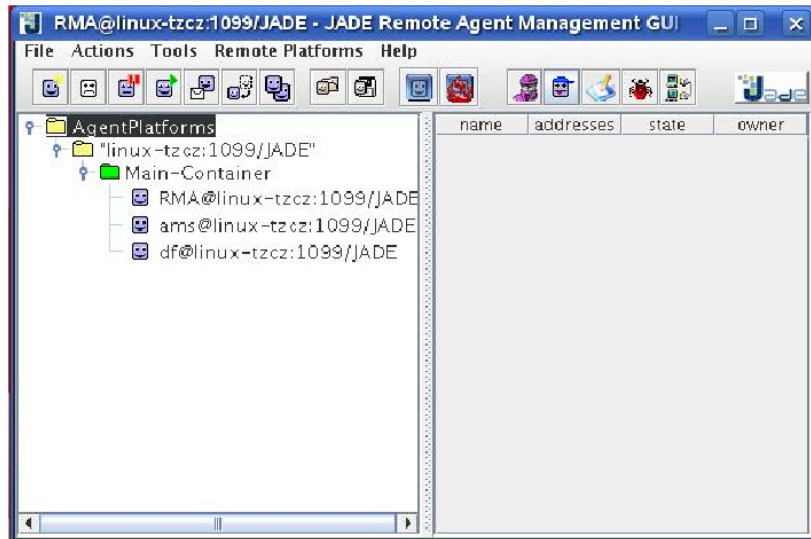 RMA@linux-tzcz:1099/JADE - JADE Remote Agent Management GUI
File Actions Tools Remote Platforms Help
Jade
AgentPlatforms
"linux-tzcz:1099/JADE"
Main-Container
RMA@linux-tzcz:1099/JADE
ams@linux-tzcz:1099/JADE
df@linux-tzcz:1099/JADE
name addresses state owner